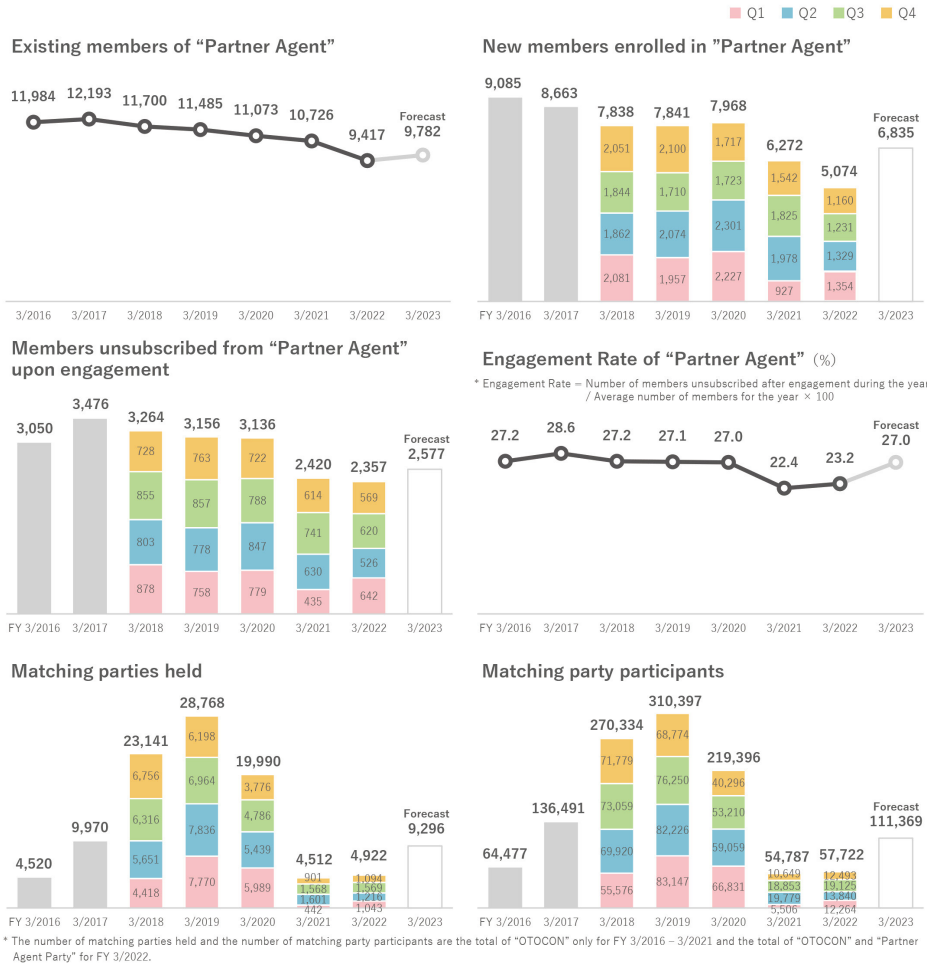 Q1 Q2 Q3 Q4
Existing members of “Partner Agent”
11,984 12,193 11,700 11,485 11,073 10,726 9,417 Forecast 9,782
3/2016 3/2017 3/2018 3/2019 3/2020 3/2021 3/2022 3/2023
New members enrolled in ”Partner Agent”
9,085 8,663 7,838 7,841 7,968 6,272 5,074 Forecast 6,835
2,051 2,100 1,717 1,542 1,160
1,844 1,710 1,723 1,825 1,231
1,862 2,074 2,301 1,978 1,329
2,081 1,957 2,227 927 1,354
FY 3/2016 3/2017 3/2018 3/2019 3/2020 3/2021 3/2022 3/2023
Members unsubscribed from “Partner Agent”
upon engagement
3,050 3,476 3,264 3,156 3,136 2,420 2,357 Forecast 2,577
728 763 722 614 569
855 857 788 741 620
803 778 847 630 526
878 758 779 435 642
FY 3/2016 3/2017 3/2018 3/2019 3/2020 3/2021 3/2022 3/2023
Engagement Rate of “Partner Agent” (%)
* Engagement Rate = Number of members unsubscribed after engagement during the year
/ Average number of members for the year × 100
27.2 28.6 27.2 27.1 27.0 22.4 23.2 Forecast 27.0
FY 3/2016 3/2017 3/2018 3/2019 3/2020 3/2021 3/2022 3/2023
Matching parties held
4,520 9,970 23,141 28,768 19,990 4,512 4,922 Forecast 9,296
6,756 6,198 3,776 901 1,094
6,316 6,964 4,786 1,568 1,569
5,651 7,836 5,439 1,601 1,216
4,418 7,770 5,989 442 1,043
FY 3/2016 3/2017 3/2018 3/2019 3/2020 3/2021 3/2022 3/2023
Matching party participants
64,477 136,491 270,334 310,397 219,396 54,787 57,722 Forecast 111,369
71,779 68,774 40,296 10,649 12,493
73,059 76,250 53,210 18,853 19,125
69,920 82,226 59,059 19,779 13,840
55,576 83,147 66,831 5,506 12,264
FY 3/2016 3/2017 3/2018 3/2019 3/2020 3/2021 3/2022 3/2023
* The number of matching parties held and the number of matching party participants are the total of “OTOCON” only for FY 3/2016 – 3/2021 and the total of “OTOCON” and “Partner
Agent Party” for FY 3/2022.